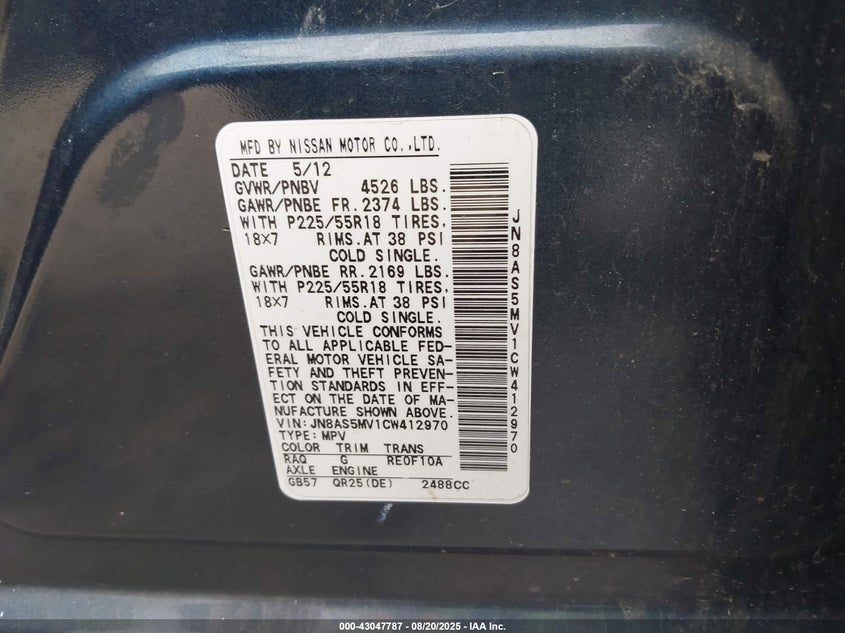 MFD BY NISSAN MOTOR CO.,LTD.
DATE 5/12
GVWR/PNBV 4526 LBS.
GAWR/PNBE FR.2374 LBS.
WITH P225/55R18 TIRES,
18X7 RIMS.AT 38 PSI
COLD SINGLE.
GAWR/PNBE RR.2169 LBS.
WITH P225/55R18 TIRES,
18X7 RIMS.AT 38 PSI
COLD SINGLE.
THIS VEHICLE CONFORMS
TO ALL APPLICABLE FED-
ERAL MOTOR VEHICLE SA-
FETY AND THEFT PREVEN-
TION STANDARDS IN EFF-
ECT ON THE DATE OF MA-
NUFACTURE SHOWN ABOVE.
VIN:JN8AS5MV1CW412970
TYPE:MPV
COLOR TRIM TRANS
RAQ G RE0F10A
AXLE ENGINE
GB57 QR25(DE) 2488CC
JN8AS5MV1CW412970
000-43047787 - 08/20/2025 - IAA Inc.